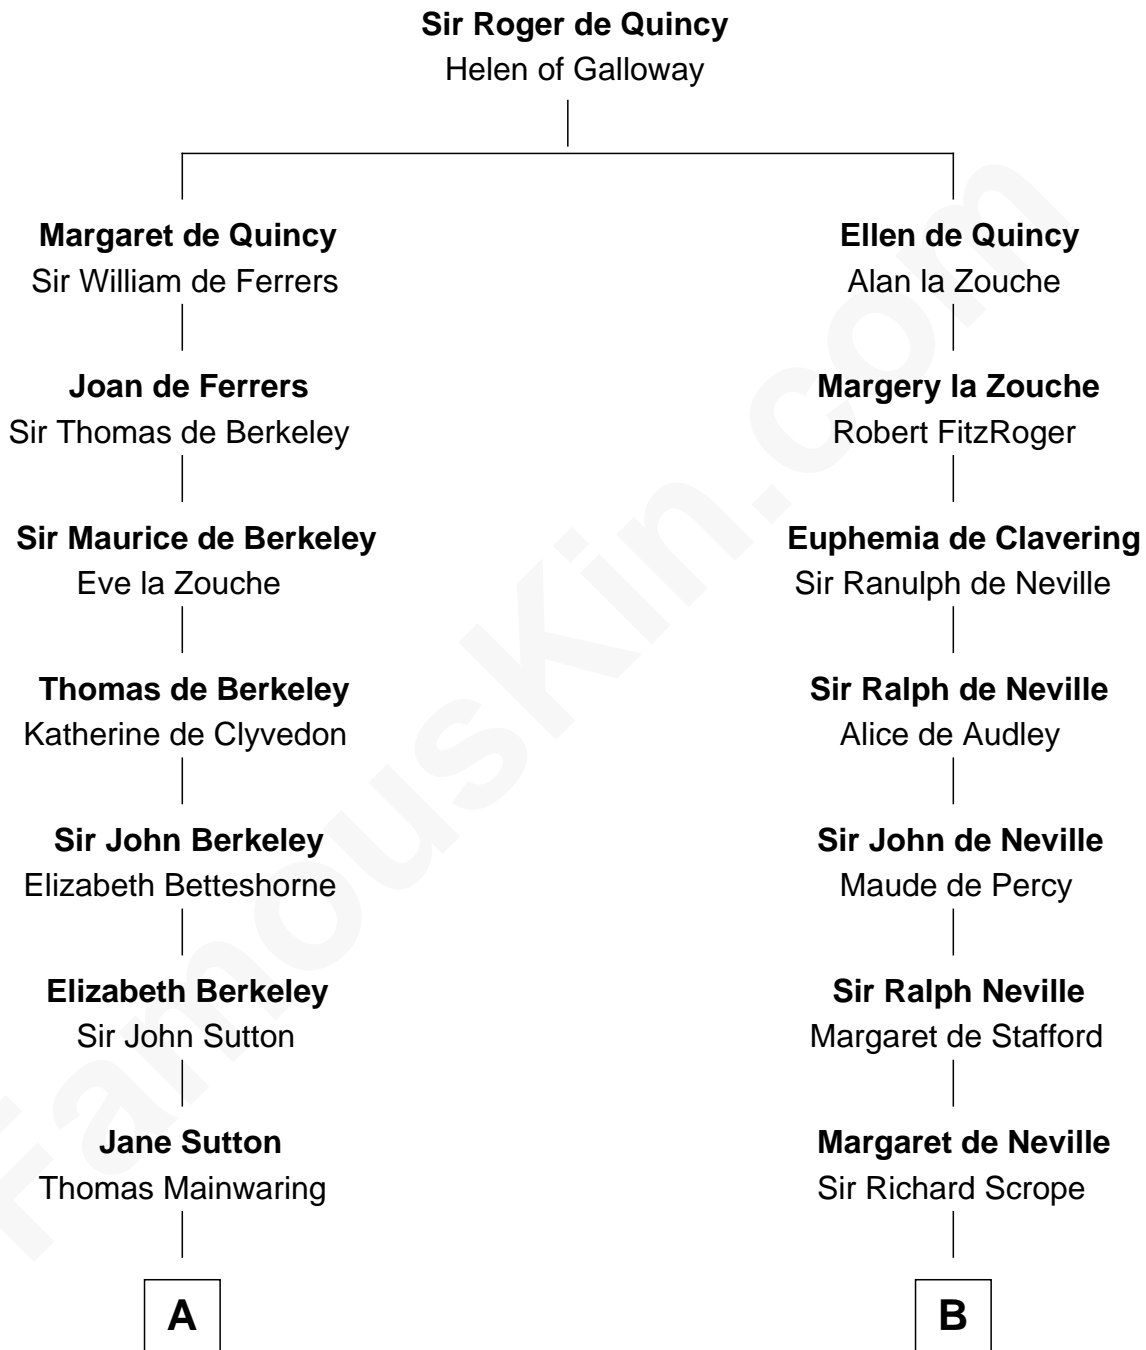 Sir Roger de Quincy
Helen of Galloway
Margaret de Quincy
Sir William de Ferrers
Ellen de Quincy
Alan la Zouche
Joan de Ferrers
Sir Thomas de Berkeley
Margery la Zouche
Robert FitzRoger
Sir Maurice de Berkeley
Eve la Zouche
Euphemia de Clavering
Sir Ranulph de Neville
Thomas de Berkeley
Katherine de Clyvedon
Sir Ralph de Neville
Alice de Audley
Sir John Berkeley
Elizabeth Betteshorne
Sir John de Neville
Maude de Percy
Elizabeth Berkeley
Sir John Sutton
Sir Ralph Neville
Margaret de Stafford
Jane Sutton
Thomas Mainwaring
Margaret de Neville
Sir Richard Scrope
A
B
FamousKin.com